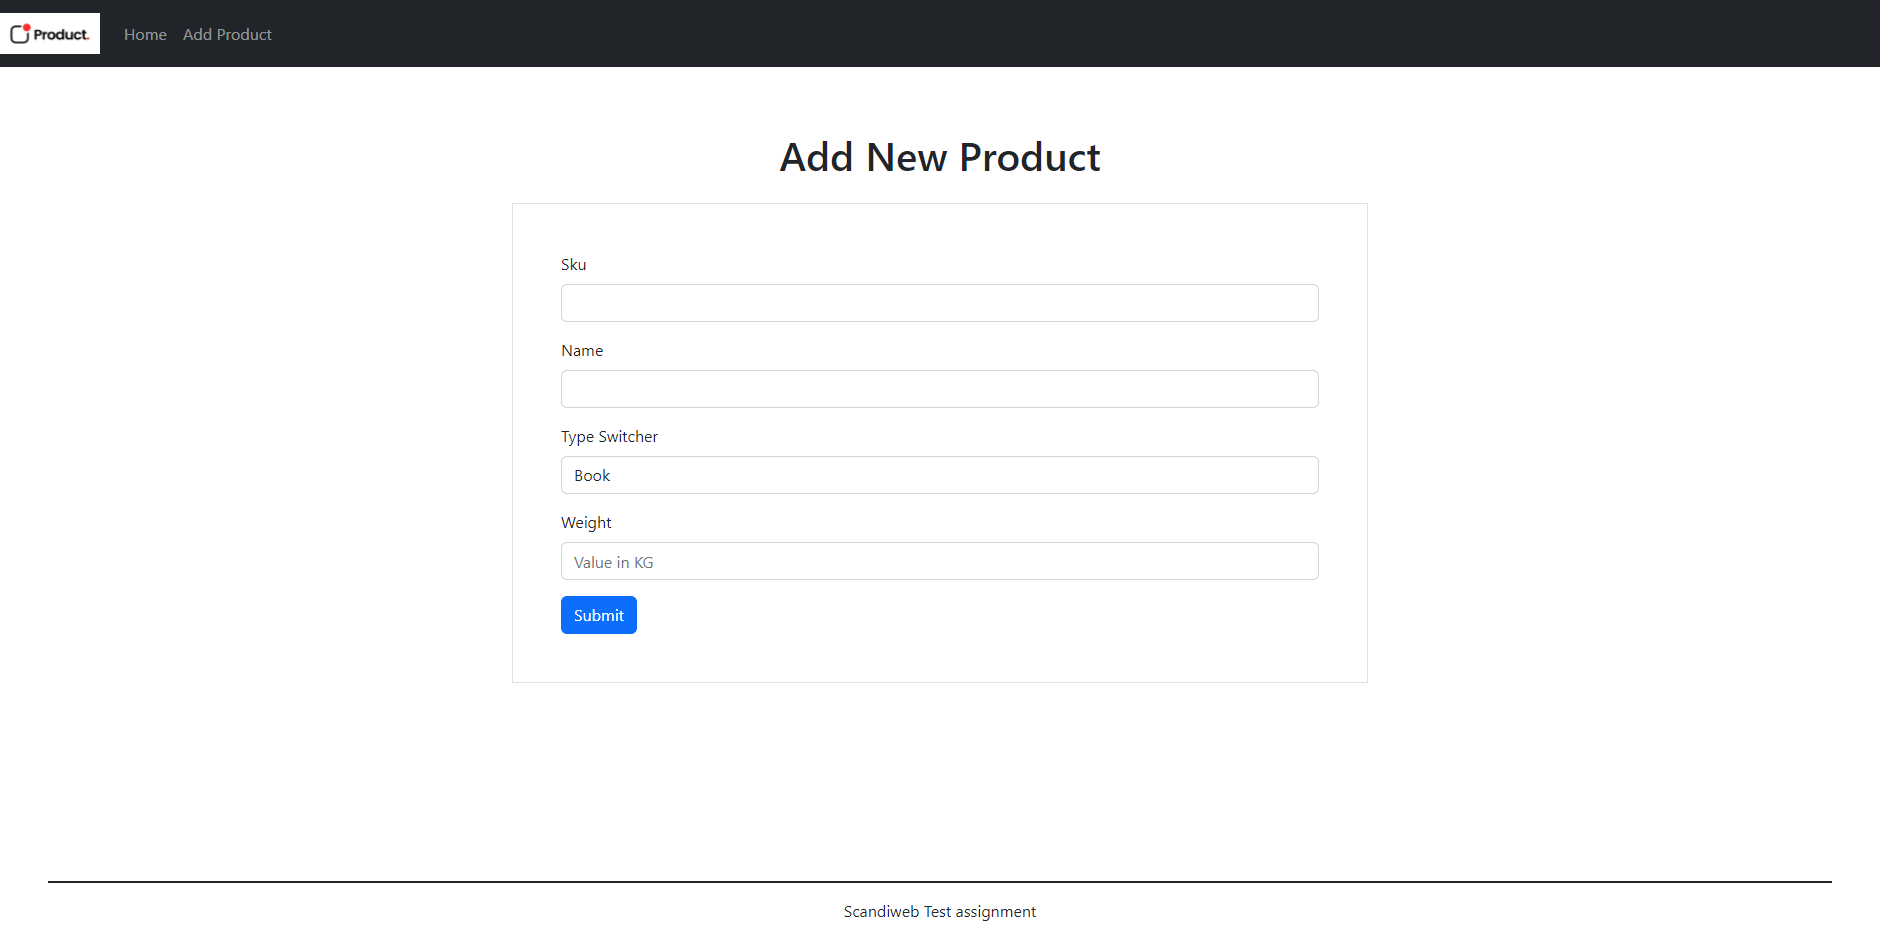 Product.
Home
Add Product
Add New Product
Sku
Name
Type Switcher
Book
Weight
Value in KG
Submit
Scandiweb Test assignment